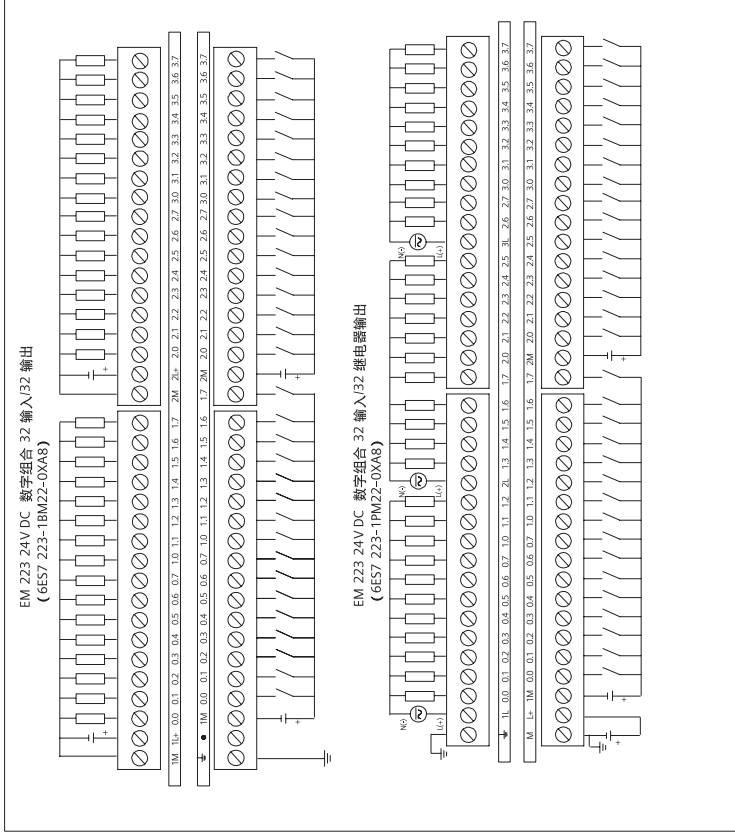 EM 223 24V DC 数字组合 32 输入/32 输出
(6ES7 223-1BM22-0XA8)
+ +
1M 1L+ 0.0 0.1 0.2 0.3 0.4 0.5 0.6 0.7 1.0 1.1 1.2 1.3 1.4 1.5 1.6 1.7 2M 2L+ 2.0 2.1 2.2 2.3 2.4 2.5 2.6 2.7 3.0 3.1 3.2 3.3 3.4 3.5 3.6 3.7
1M 0.0 0.1 0.2 0.3 0.4 0.5 0.6 0.7 1.0 1.1 1.2 1.3 1.4 1.5 1.6 1.7 2M 2.0 2.1 2.2 2.3 2.4 2.5 2.6 2.7 3.0 3.1 3.2 3.3 3.4 3.5 3.6 3.7
+ +
EM 223 24V DC 数字组合 32 输入/32 继电器输出
(6ES7 223-1PM22-0XA8)
N(-) N(-) N(-)
L(+) L(+) L(+)
1L 0.0 0.1 0.2 0.3 0.4 0.5 0.6 0.7 1.0 1.1 1.2 2L 1.3 1.4 1.5 1.6 1.7 2.0 2.1 2.2 2.3 2.4 2.5 3L 2.6 2.7 3.0 3.1 3.2 3.3 3.4 3.5 3.6 3.7
M L+ 1M 0.0 0.1 0.2 0.3 0.4 0.5 0.6 0.7 1.0 1.1 1.2 1.3 1.4 1.5 1.6 1.7 2M 2.0 2.1 2.2 2.3 2.4 2.5 2.6 2.7 3.0 3.1 3.2 3.3 3.4 3.5 3.6 3.7
+ + +